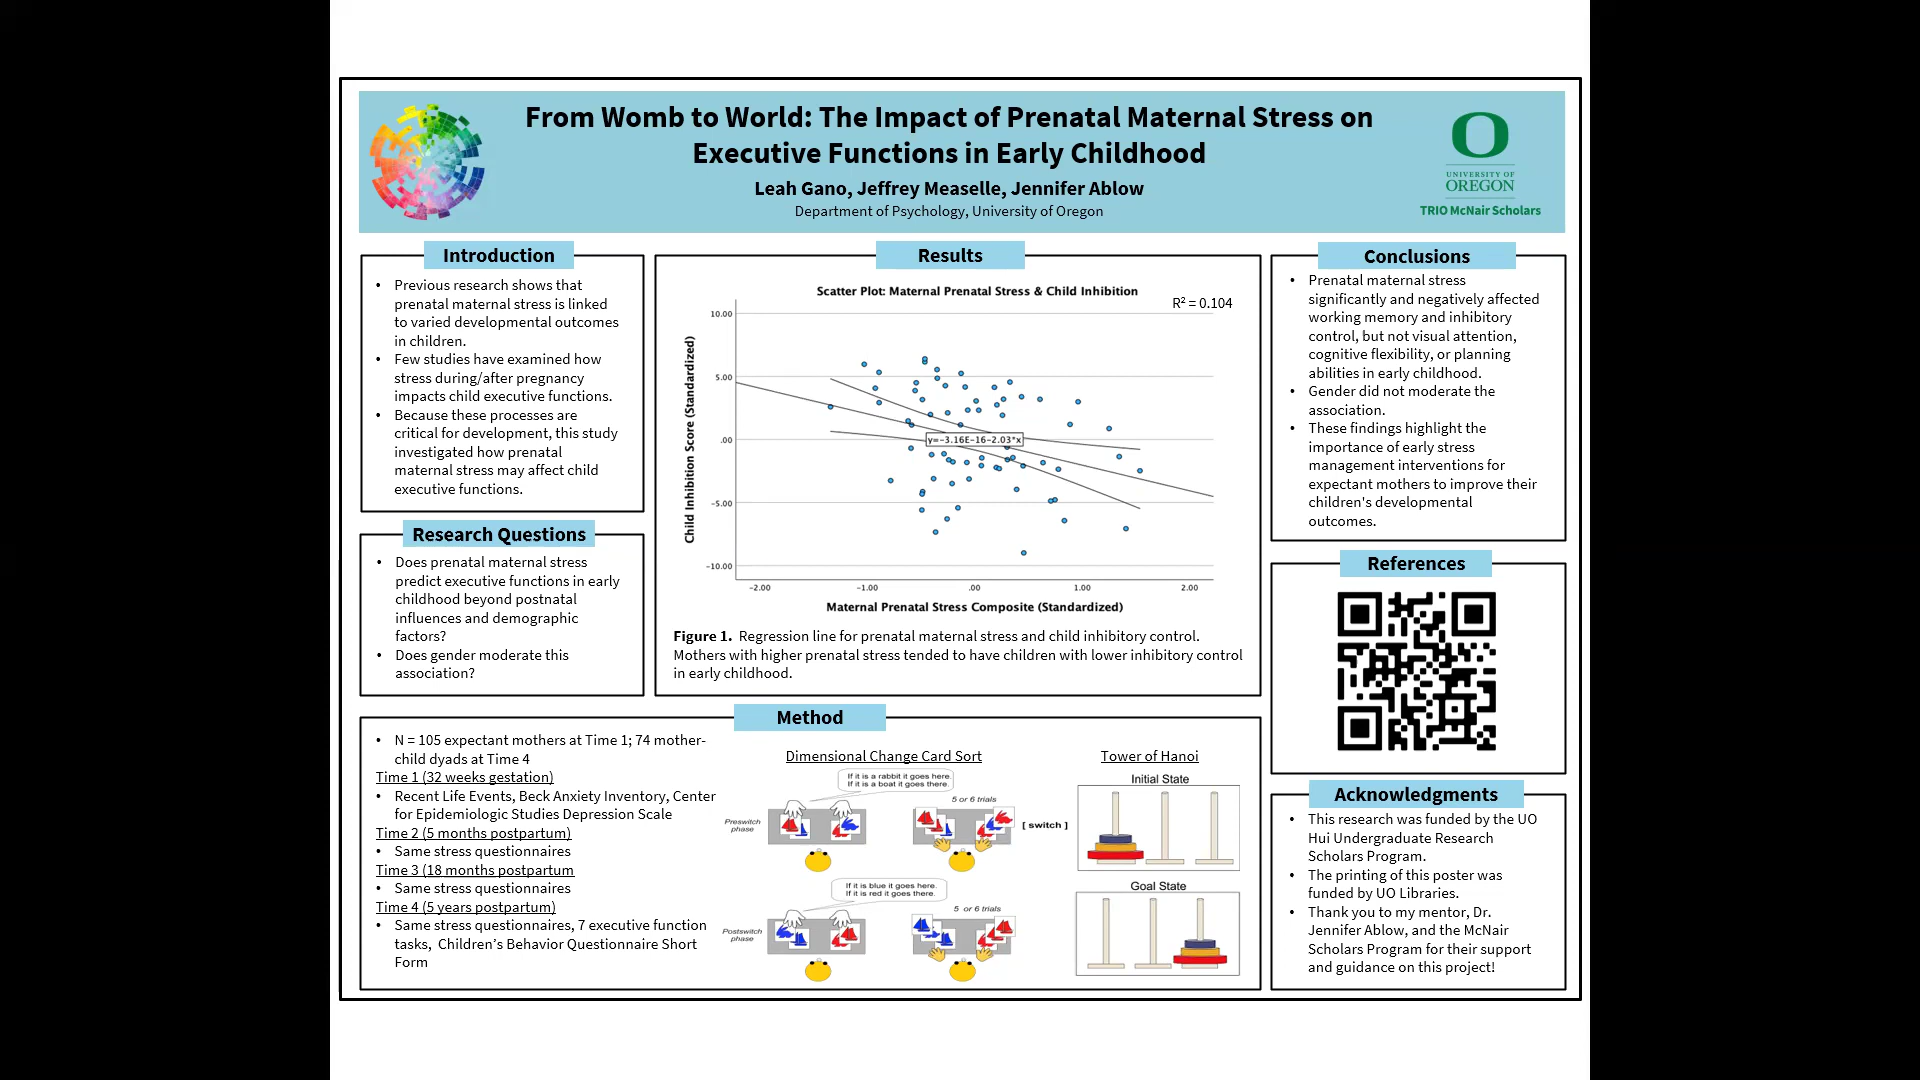 From Womb to World: The Impact of Prenatal Maternal Stress on
Executive Functions in Early Childhood
Leah Gano, Jeffrey Measelle, Jennifer Ablow
Department of Psychology, University of Oregon
O
UNIVERSITY OF
OREGON
TRIO McNair Scholars
Introduction
• Previous research shows that
prenatal maternal stress is linked
to varied developmental outcomes
in children.
• Few studies have examined how
stress during/after pregnancy
impacts child executive functions.
• Because these processes are
critical for development, this study
investigated how prenatal
maternal stress may affect child
executive functions.
Research Questions
• Does prenatal maternal stress
predict executive functions in early
childhood beyond postnatal
influences and demographic
factors?
• Does gender moderate this
association?
Results
Scatter Plot: Maternal Prenatal Stress & Child Inhibition
R² = 0.104
Child Inhibition Score (Standardized)
10.00
5.00
.00
-5.00
-10.00
y=-3.16E-16-2.03*x
-2.00 -1.00 .00 1.00 2.00
Maternal Prenatal Stress Composite (Standardized)
Figure 1. Regression line for prenatal maternal stress and child inhibitory control.
Mothers with higher prenatal stress tended to have children with lower inhibitory control
in early childhood.
Method
• N = 105 expectant mothers at Time 1; 74 mother-
child dyads at Time 4
Time 1 (32 weeks gestation)
• Recent Life Events, Beck Anxiety Inventory, Center
for Epidemiologic Studies Depression Scale
Time 2 (5 months postpartum)
• Same stress questionnaires
Time 3 (18 months postpartum
• Same stress questionnaires
Time 4 (5 years postpartum)
• Same stress questionnaires, 7 executive function
tasks, Children's Behavior Questionnaire Short
Form
Dimensional Change Card Sort
If it is a rabbit it goes here.
If it is a boat it goes there.
5 or 6 trials
Preswitch
phase
[ switch ]
If it is blue it goes here.
If it is red it goes there.
5 or 6 trials
Postswitch
phase
Tower of Hanoi
Initial State
Goal State
Conclusions
• Prenatal maternal stress
significantly and negatively affected
working memory and inhibitory
control, but not visual attention,
cognitive flexibility, or planning
abilities in early childhood.
• Gender did not moderate the
association.
• These findings highlight the
importance of early stress
management interventions for
expectant mothers to improve their
children's developmental
outcomes.
References
Acknowledgments
• This research was funded by the UO
Hui Undergraduate Research
Scholars Program.
• The printing of this poster was
funded by UO Libraries.
• Thank you to my mentor, Dr.
Jennifer Ablow, and the McNair
Scholars Program for their support
and guidance on this project!